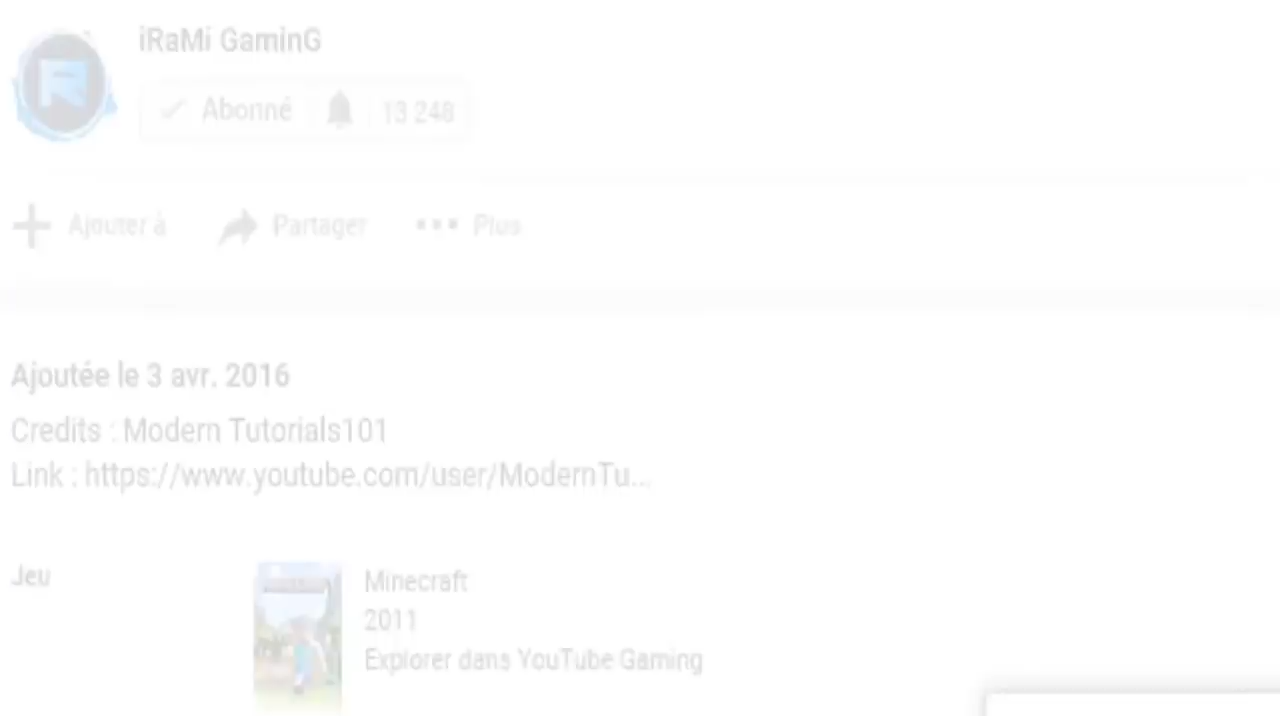 iRaMi GaminG
Abonné 13 248
Ajouter à Partager Plus
Ajoutée le 3 avr. 2016
Credits : Modern Tutorials101
Link : https://www.youtube.com/user/ModernTu...
Jeu
Minecraft
2011
Explorer dans YouTube Gaming